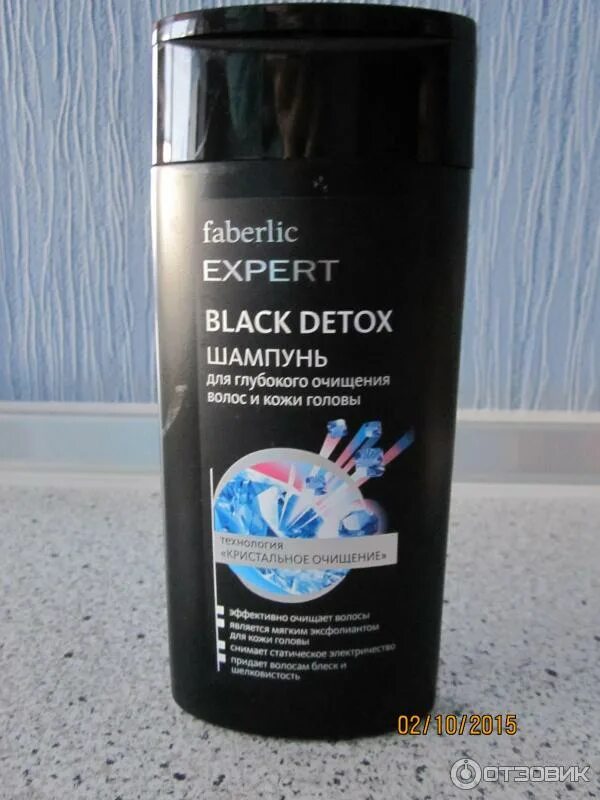 faberlic
EXPERT
BLACK DETOX
ШАМПУНЬ
для глубокого очищения
волос и кожи головы
технология
«КРИСТАЛЬНОЕ ОЧИЩЕНИЕ»
эффективно очищает волосы
является мягким эксфолиантом
для кожи головы
снимает статическое электричество
придает волосам блеск и
шелковистость
02/10/2015
ОТЗОВИК